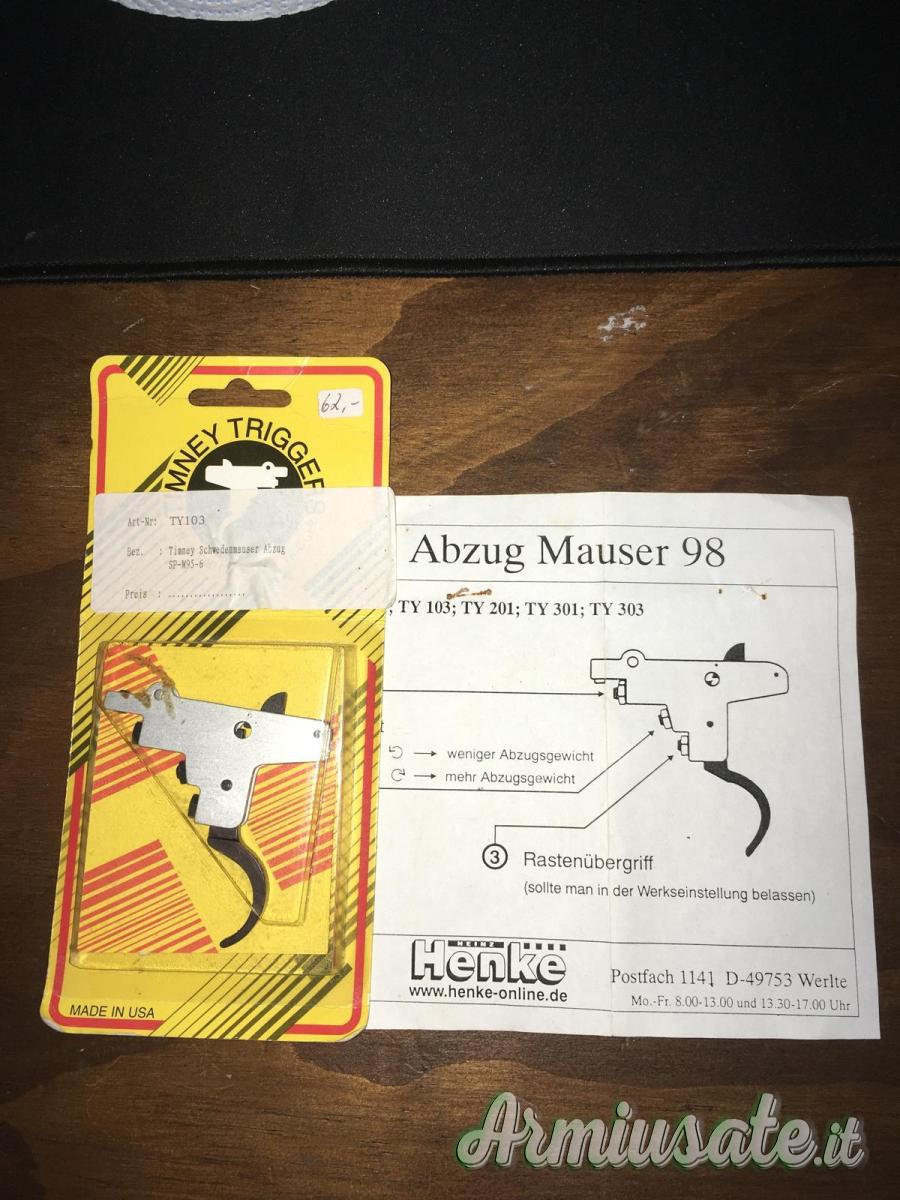 62,-
TIMNEY TRIGGERS
Art-Nr: TY103
Bez. : Timney Schwedenmauser Abzug
SP-M95-6
Preis : ..................
MADE IN USA
Abzug Mauser 98
; TY 103; TY 201; TY 301; TY 303
weniger Abzugsgewicht
mehr Abzugsgewicht
3 Rastenübergriff
(sollte man in der Werkseinstellung belassen)
HEINZ
Henke
www.henke-online.de
Postfach 1141 D-49753 Werlte
Mo.-Fr. 8.00-13.00 und 13.30-17.00 Uhr
Armiusate.it